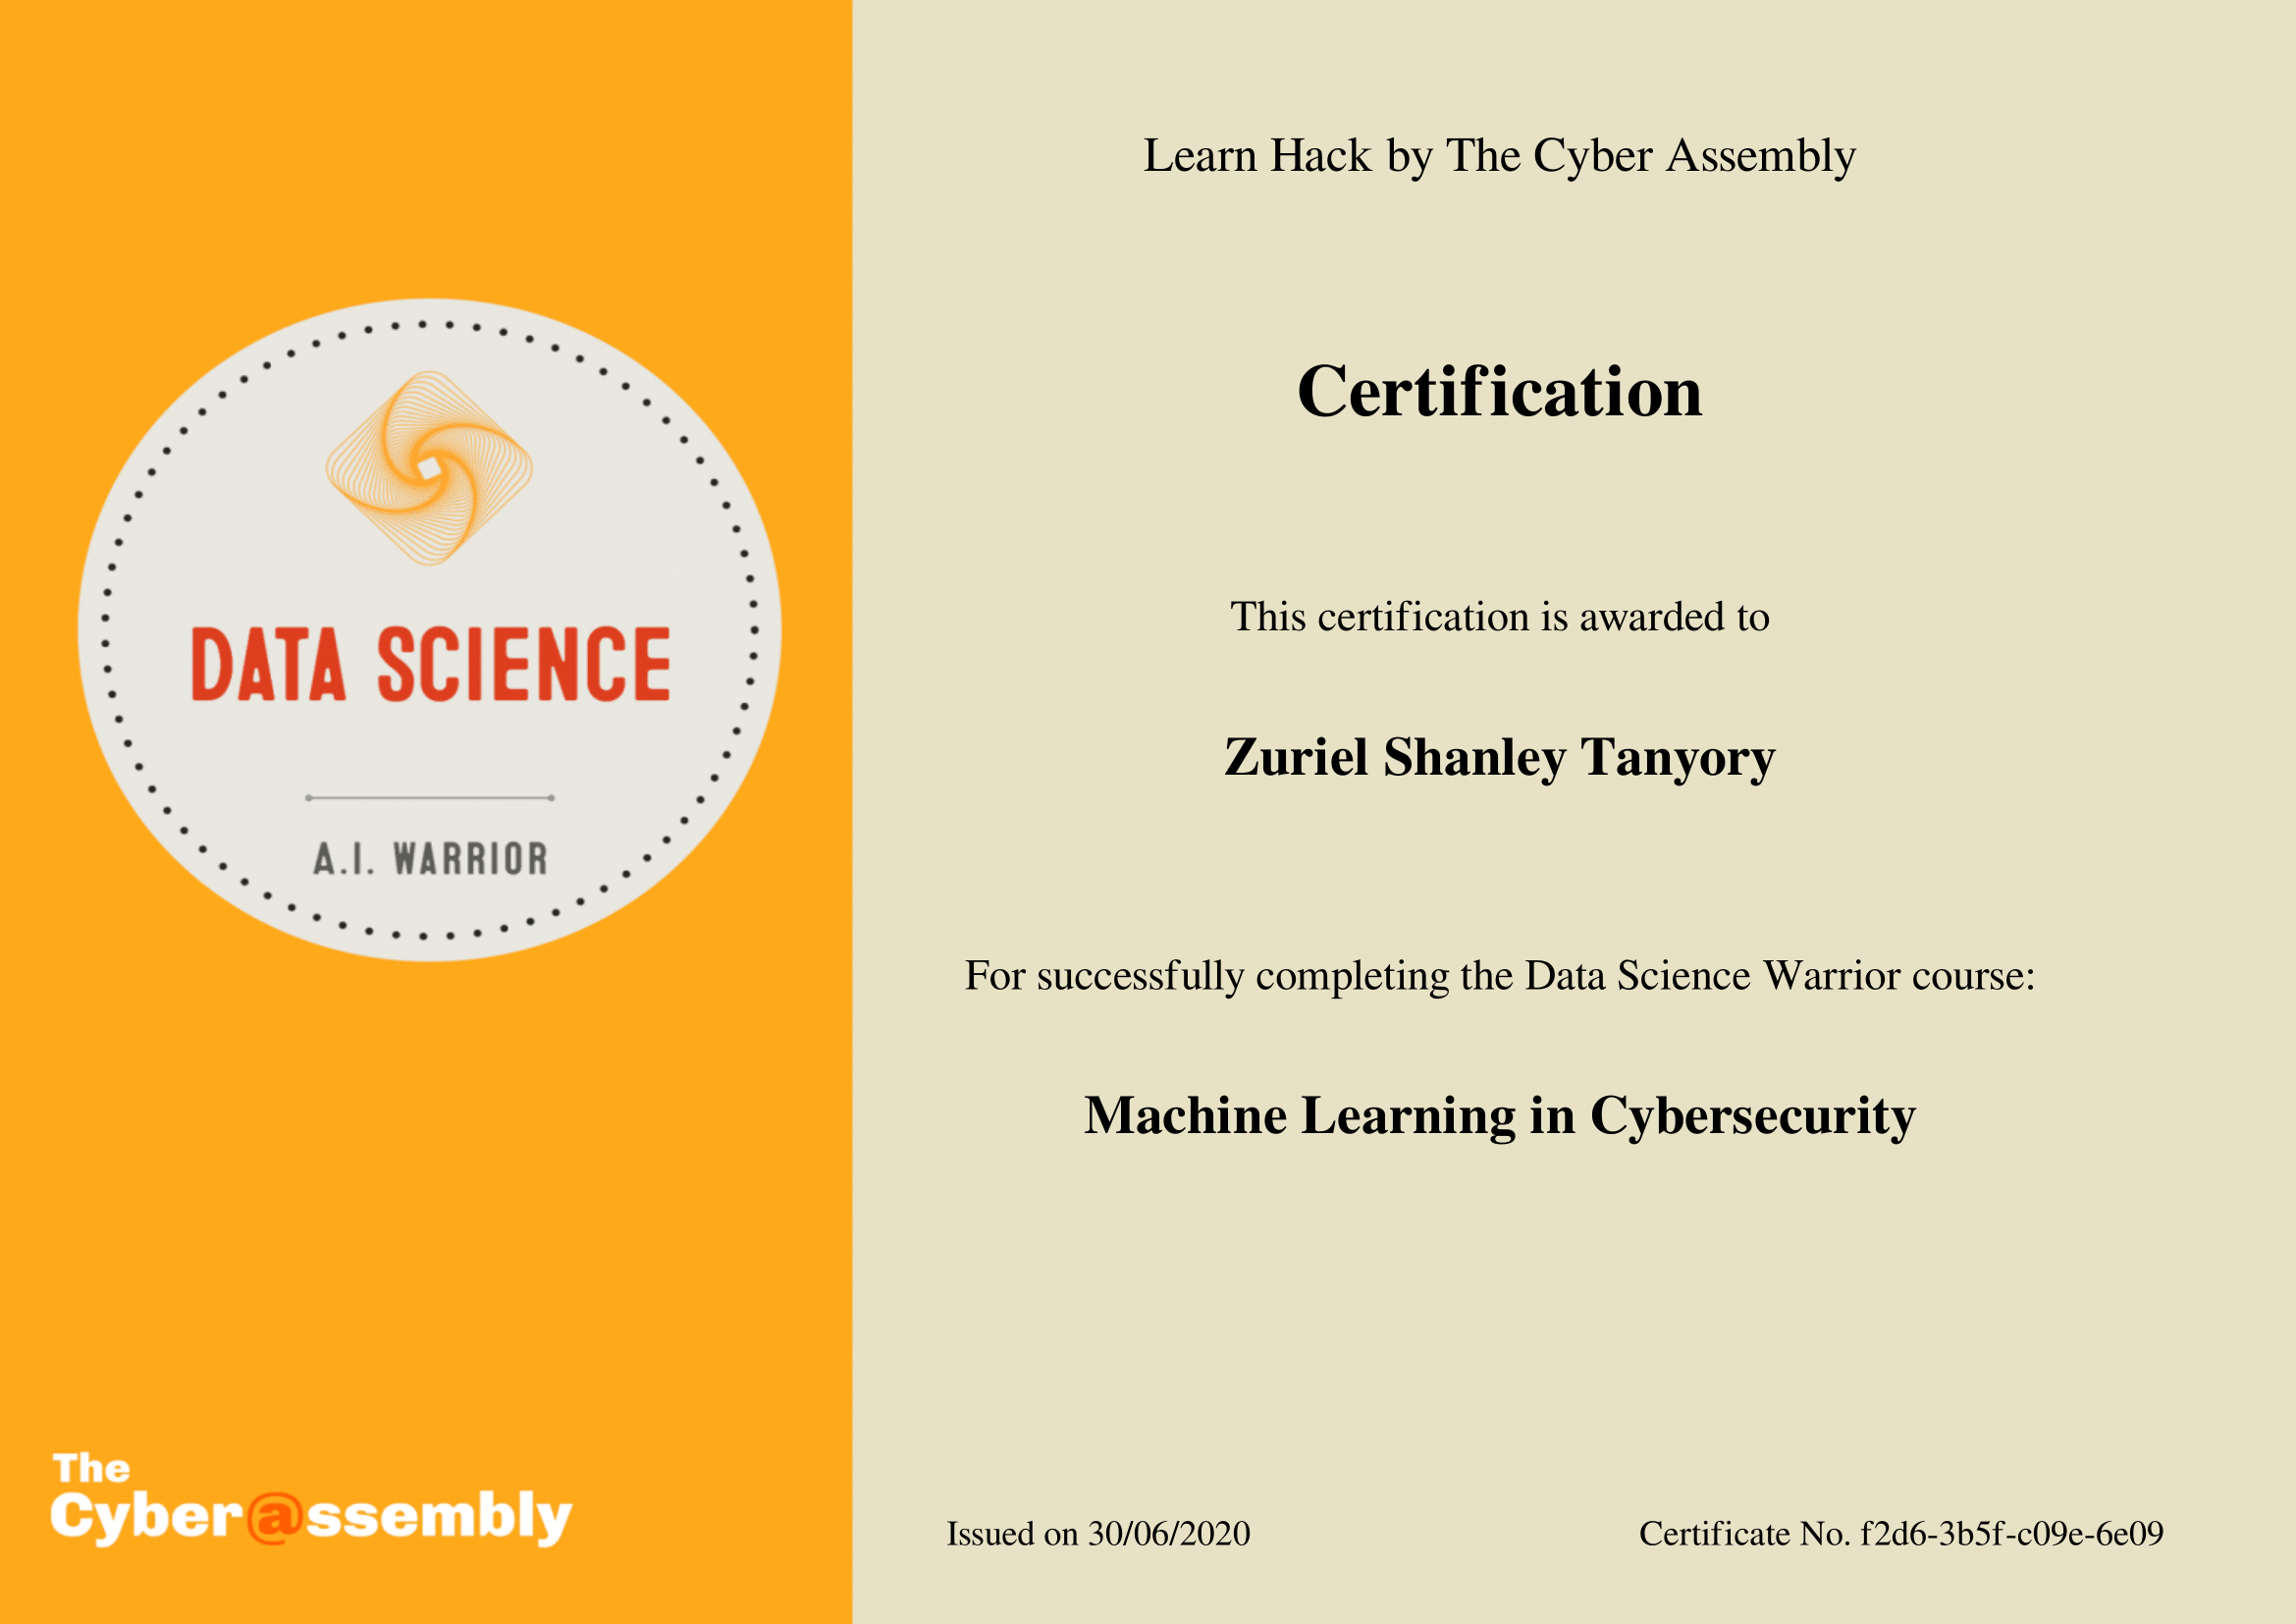 Learn Hack by The Cyber Assembly
Certification
This certification is awarded to
Zuriel Shanley Tanyory
For successfully completing the Data Science Warrior course:
Machine Learning in Cybersecurity
Issued on 30/06/2020
Certificate No. f2d6-3b5f-c09e-6e09
DATA SCIENCE
A.I. WARRIOR
The
Cyber@ssembly